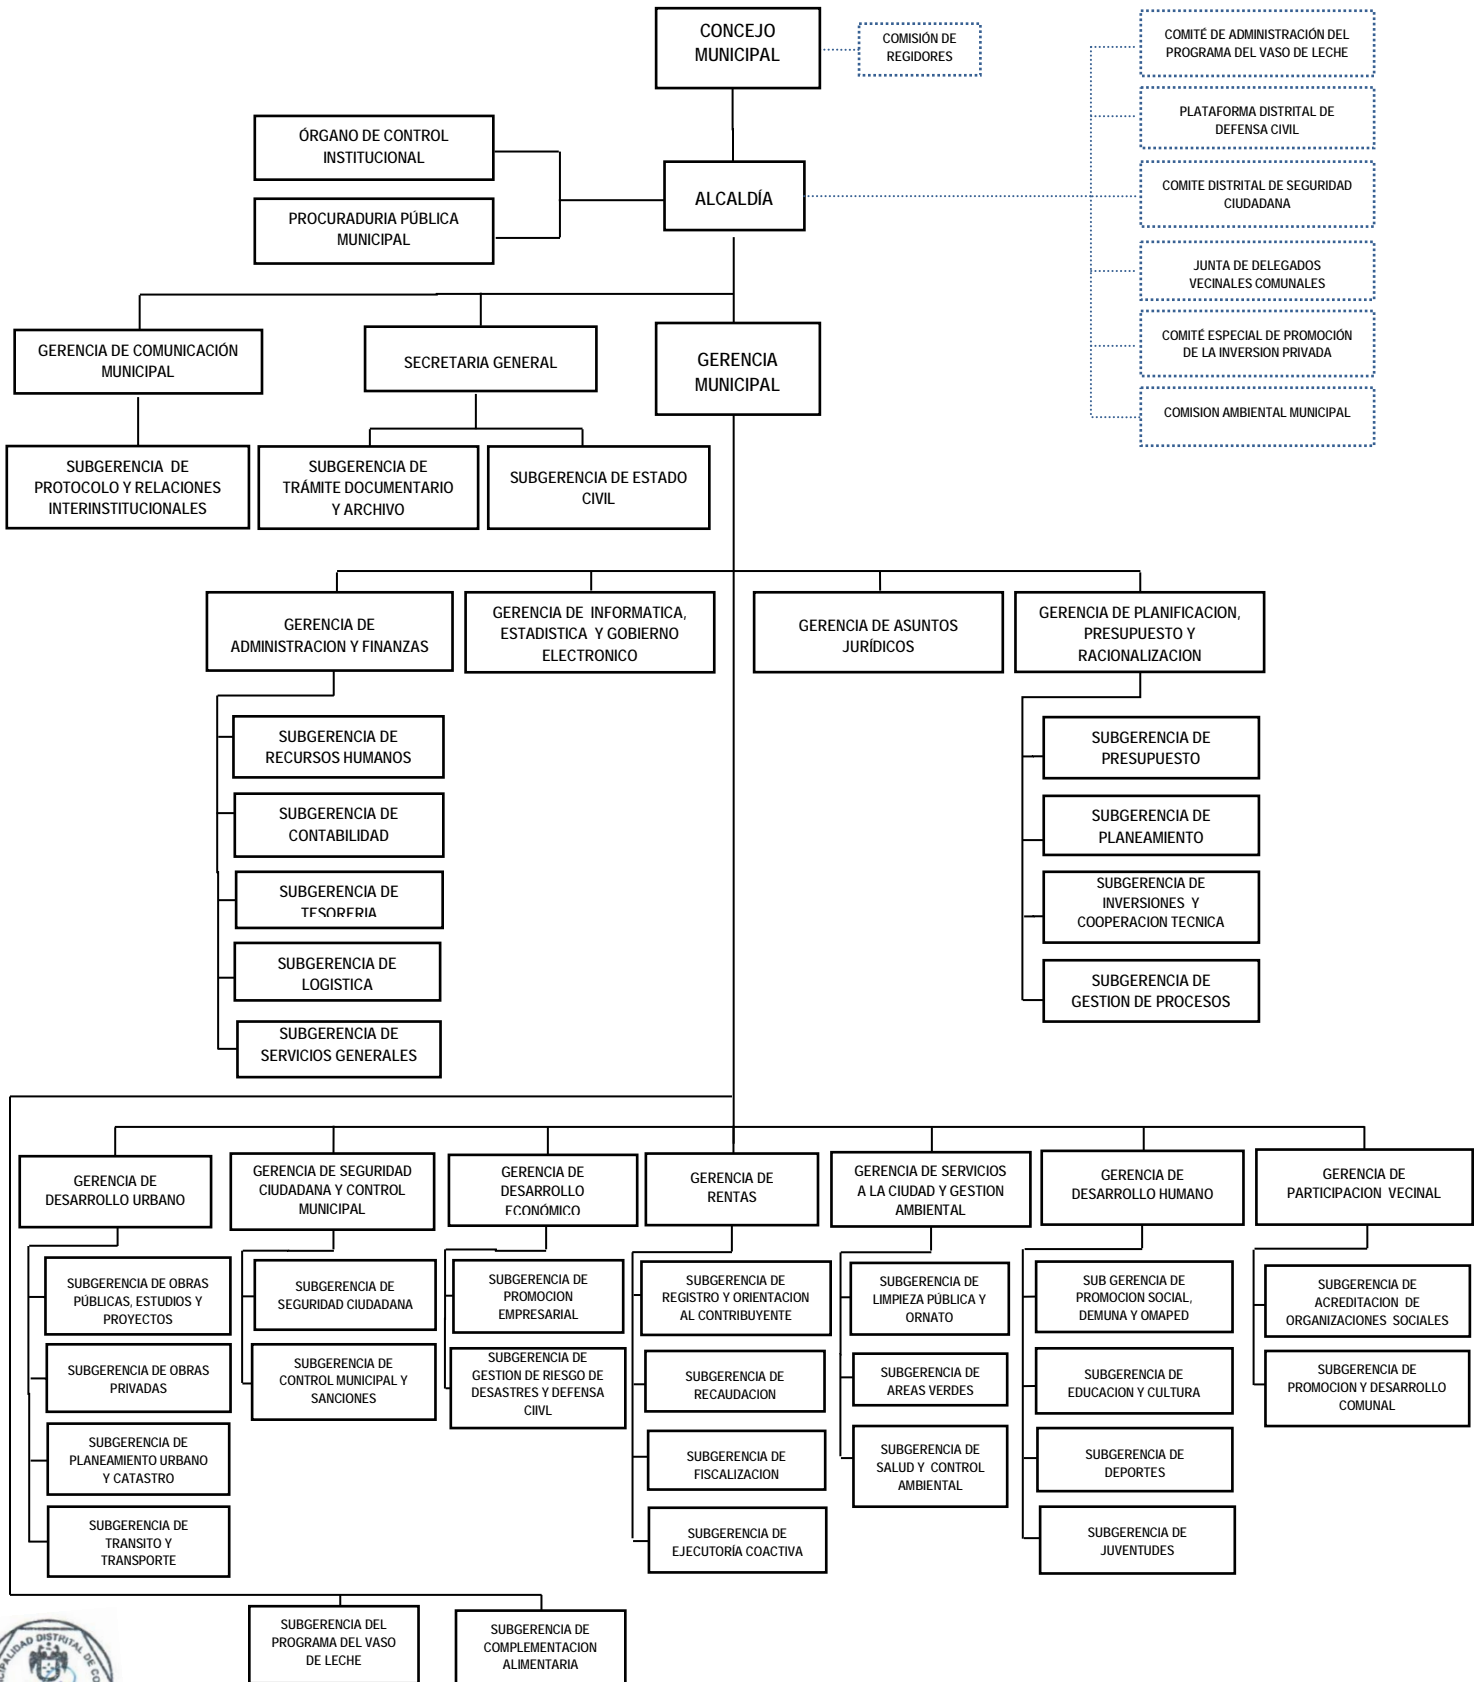 CONCEJO
MUNICIPAL
COMISIÓN DE
REGIDORES
COMITÉ DE ADMINISTRACIÓN DEL
PROGRAMA DEL VASO DE LECHE
PLATAFORMA DISTRITAL DE
DEFENSA CIVIL
COMITE DISTRITAL DE SEGURIDAD
CIUDADANA
JUNTA DE DELEGADOS
VECINALES COMUNALES
COMITÉ ESPECIAL DE PROMOCIÓN
DE LA INVERSION PRIVADA
COMISION AMBIENTAL MUNICIPAL
ÓRGANO DE CONTROL
INSTITUCIONAL
PROCURADURIA PÚBLICA
MUNICIPAL
ALCALDÍA
GERENCIA DE COMUNICACIÓN
MUNICIPAL
SECRETARIA GENERAL
GERENCIA
MUNICIPAL
SUBGERENCIA DE
PROTOCOLO Y RELACIONES
INTERINSTITUCIONALES
SUBGERENCIA DE
TRÁMITE DOCUMENTARIO
Y ARCHIVO
SUBGERENCIA DE ESTADO
CIVIL
GERENCIA DE
ADMINISTRACION Y FINANZAS
GERENCIA DE INFORMATICA,
ESTADISTICA Y GOBIERNO
ELECTRONICO
GERENCIA DE ASUNTOS
JURÍDICOS
GERENCIA DE PLANIFICACION,
PRESUPUESTO Y
RACIONALIZACION
SUBGERENCIA DE
RECURSOS HUMANOS
SUBGERENCIA DE
CONTABILIDAD
SUBGERENCIA DE
TESORERIA
SUBGERENCIA DE
LOGISTICA
SUBGERENCIA DE
SERVICIOS GENERALES
SUBGERENCIA DE
PRESUPUESTO
SUBGERENCIA DE
PLANEAMIENTO
SUBGERENCIA DE
INVERSIONES Y
COOPERACION TECNICA
SUBGERENCIA DE
GESTION DE PROCESOS
GERENCIA DE
DESARROLLO URBANO
GERENCIA DE SEGURIDAD
CIUDADANA Y CONTROL
MUNICIPAL
GERENCIA DE
DESARROLLO
ECONÓMICO
GERENCIA DE
RENTAS
GERENCIA DE SERVICIOS
A LA CIUDAD Y GESTION
AMBIENTAL
GERENCIA DE
DESARROLLO HUMANO
GERENCIA DE
PARTICIPACION VECINAL
SUBGERENCIA DE OBRAS
PÚBLICAS, ESTUDIOS Y
PROYECTOS
SUBGERENCIA DE OBRAS
PRIVADAS
SUBGERENCIA DE
PLANEAMIENTO URBANO
Y CATASTRO
SUBGERENCIA DE
TRANSITO Y
TRANSPORTE
SUBGERENCIA DE
SEGURIDAD CIUDADANA
SUBGERENCIA DE
CONTROL MUNICIPAL Y
SANCIONES
SUBGERENCIA DE
PROMOCION
EMPRESARIAL
SUBGERENCIA DE
GESTION DE RIESGO DE
DESASTRES Y DEFENSA
CIIVL
SUBGERENCIA DE
REGISTRO Y ORIENTACION
AL CONTRIBUYENTE
SUBGERENCIA DE
RECAUDACION
SUBGERENCIA DE
FISCALIZACION
SUBGERENCIA DE
EJECUTORÍA COACTIVA
SUBGERENCIA DE
LIMPIEZA PÚBLICA Y
ORNATO
SUBGERENCIA DE
AREAS VERDES
SUBGERENCIA DE
SALUD Y CONTROL
AMBIENTAL
SUB GERENCIA DE
PROMOCION SOCIAL,
DEMUNA Y OMAPED
SUBGERENCIA DE
EDUCACION Y CULTURA
SUBGERENCIA DE
DEPORTES
SUBGERENCIA DE
JUVENTUDES
SUBGERENCIA DE
ACREDITACION DE
ORGANIZACIONES SOCIALES
SUBGERENCIA DE
PROMOCION Y DESARROLLO
COMUNAL
SUBGERENCIA DEL
PROGRAMA DEL VASO
DE LECHE
SUBGERENCIA DE
COMPLEMENTACION
ALIMENTARIA
DISTRITAL DE